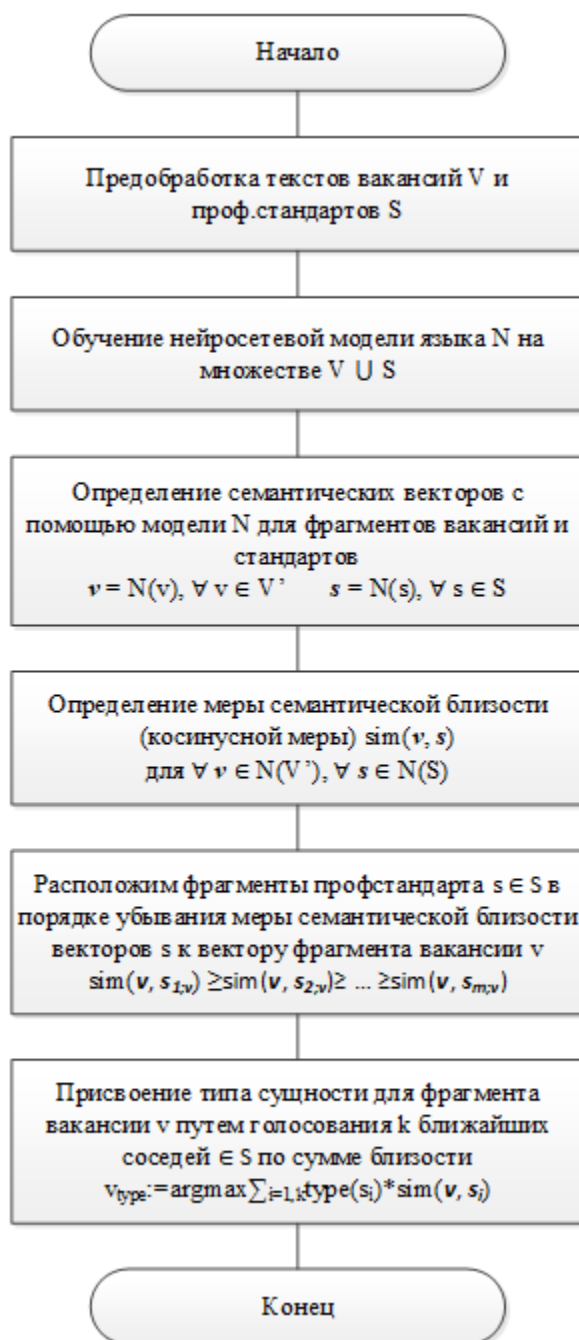 Начало
Предобработка текстов вакансий V и
проф.стандартов S
Обучение нейросетевой модели языка N на
множестве V ∪ S
Определение семантических векторов с
помощью модели N для фрагментов вакансий и
стандартов
v = N(v), ∀ v ∈ V’ s = N(s), ∀ s ∈ S
Определение меры семантической близости
(косинусной меры) sim(v, s)
для ∀ v ∈ N(V’), ∀ s ∈ N(S)
Расположим фрагменты профстандарта s ∈ S в
порядке убывания меры семантической близости
векторов s к вектору фрагмента вакансии v
sim(v, s1;v) ≥sim(v, s2;v)≥ ... ≥sim(v, sm;v)
Присвоение типа сущности для фрагмента
вакансии v путем голосования k ближайших
соседей ∈ S по сумме близости
vtype:=argmax∑i=1,ktype(si)*sim(v, si)
Конец